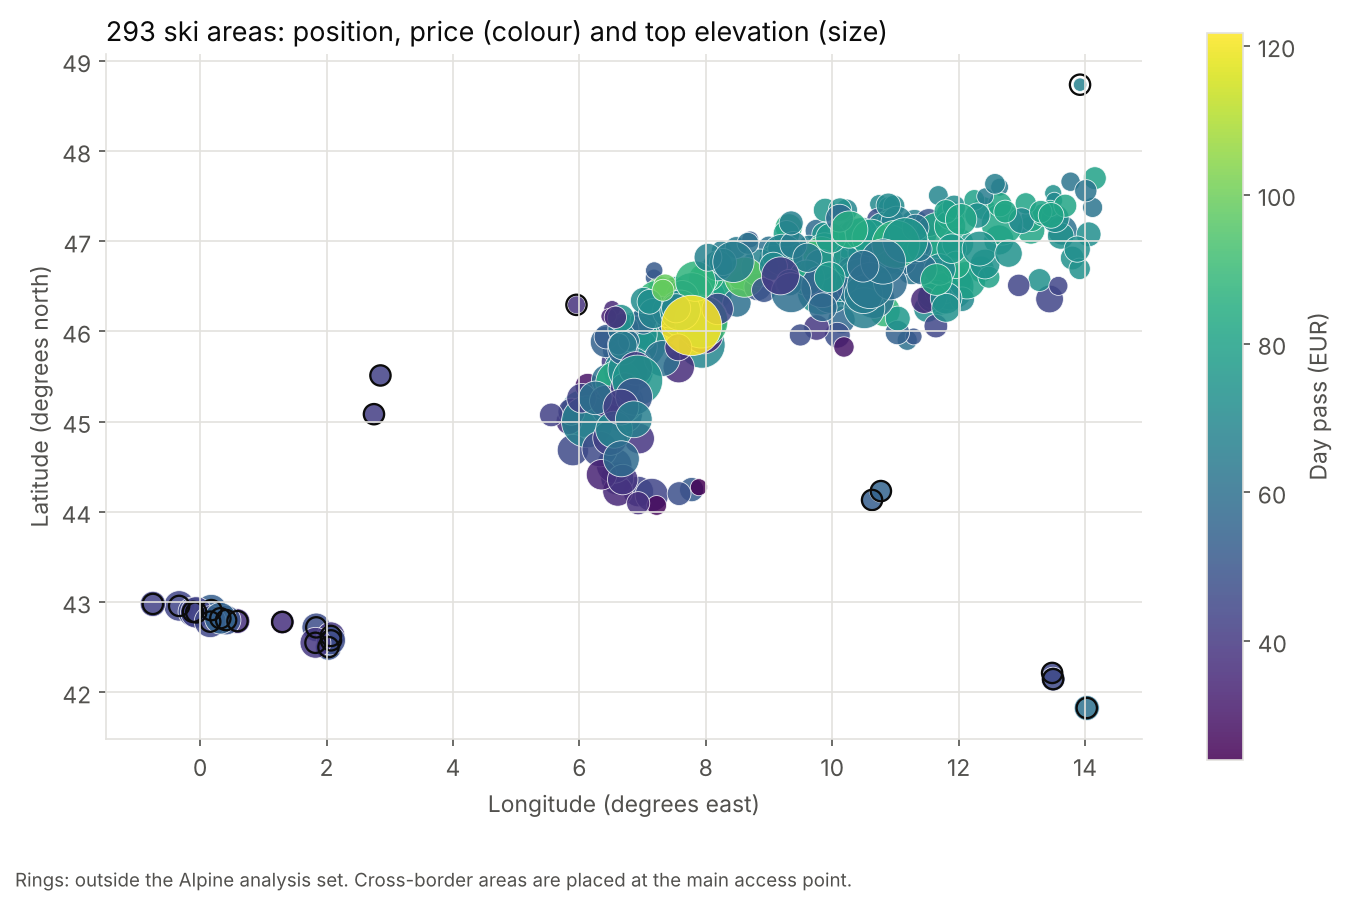 293 ski areas: position, price (colour) and top elevation (size)
49
48
47
46
45
44
43
42
Latitude (degrees north)
0 2 4 6 8 10 12 14
Longitude (degrees east)
120
100
80
60
40
Day pass (EUR)
Rings: outside the Alpine analysis set. Cross-border areas are placed at the main access point.